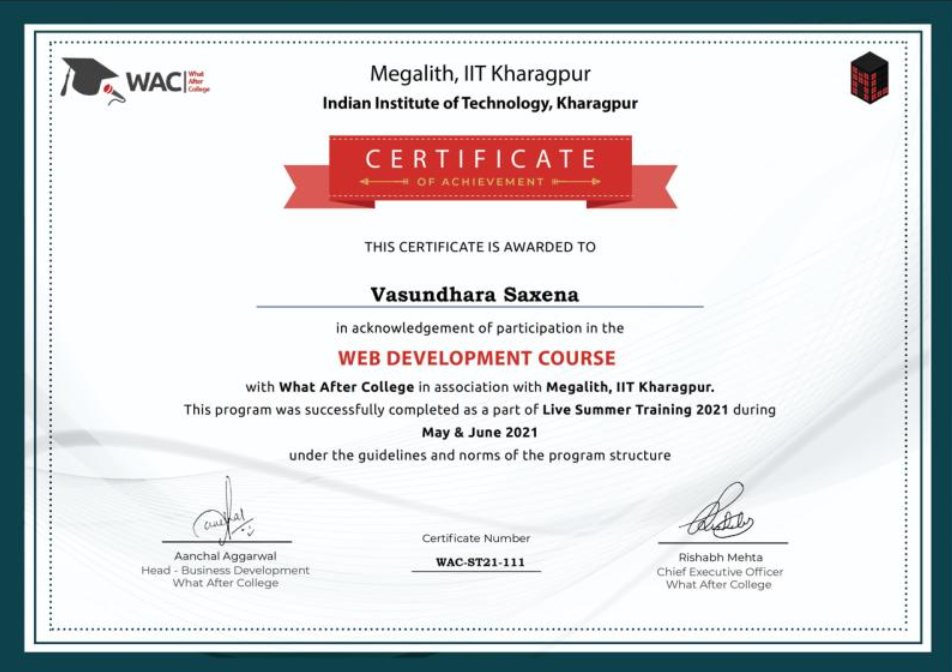 WAC What After College
Megalith, IIT Kharagpur
Indian Institute of Technology, Kharagpur
CERTIFICATE
OF ACHIEVEMENT
THIS CERTIFICATE IS AWARDED TO
Vasundhara Saxena
in acknowledgement of participation in the
WEB DEVELOPMENT COURSE
with What After College in association with Megalith, IIT Kharagpur.
This program was successfully completed as a part of Live Summer Training 2021 during
May & June 2021
under the guidelines and norms of the program structure
Aanchal Aggarwal
Head - Business Development
What After College
Certificate Number
WAC-ST21-111
Rishabh Mehta
Chief Executive Officer
What After College